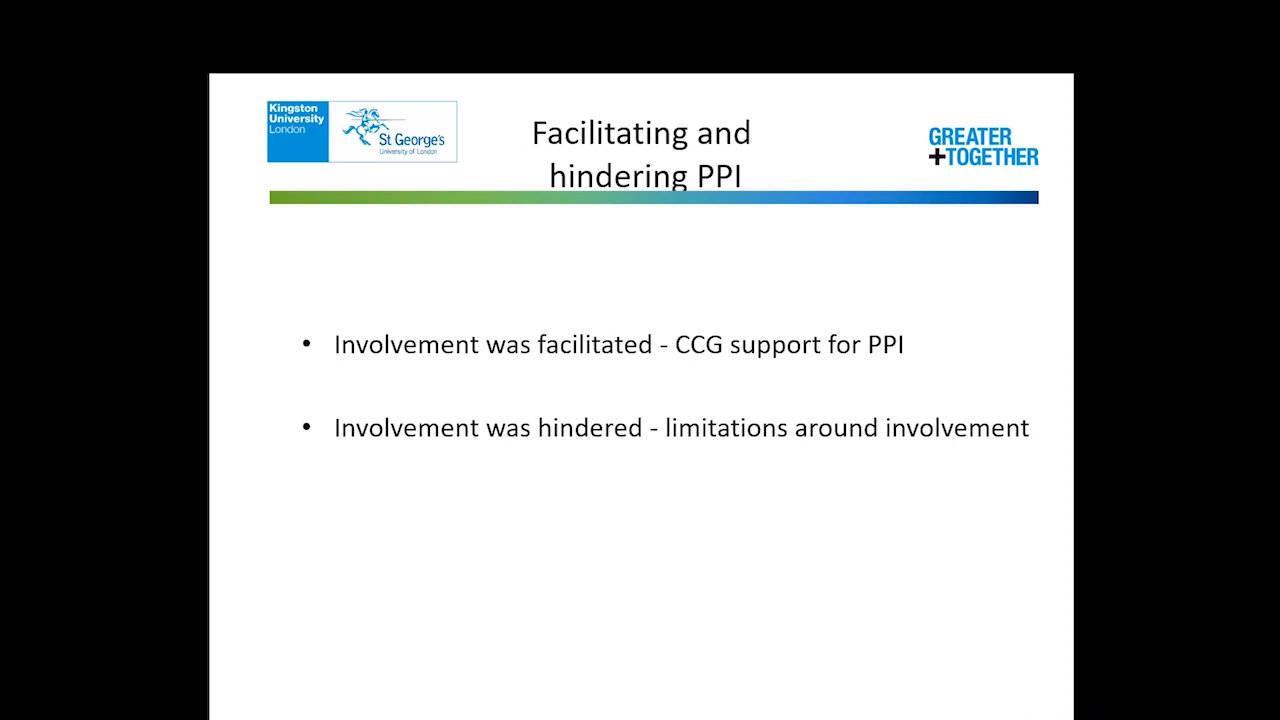 Kingston
University
London
St George's
University of London
Facilitating and
hindering PPI
GREATER
+TOGETHER
• Involvement was facilitated - CCG support for PPI
• Involvement was hindered - limitations around involvement